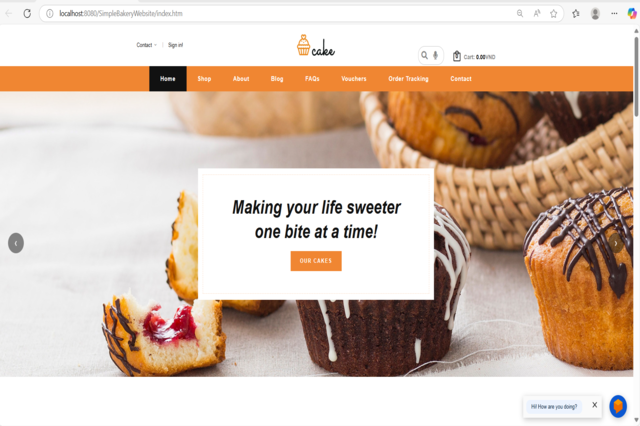 localhost:8080/SimpleBakeryWebsite/index.htm
Contact
Sign in!
cake
0
Cart: 0.00VND
Home
Shop
About
Blog
FAQs
Vouchers
Order Tracking
Contact
Making your life sweeter
one bite at a time!
OUR CAKES
Hi! How are you doing?
X